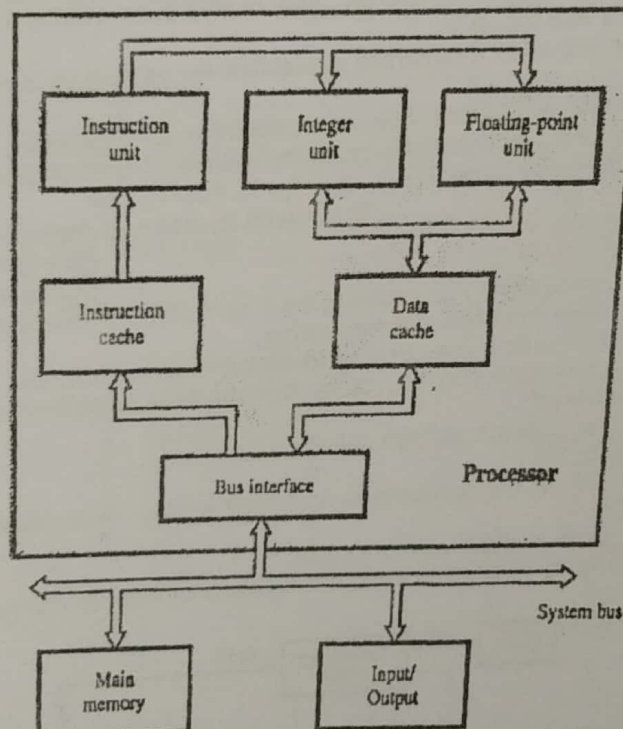 Instruction
unit
Integer
unit
Floating-point
unit
Instruction
cache
Data
cache
Bus interface
Processor
System bus
Main
memory
Input/
Output